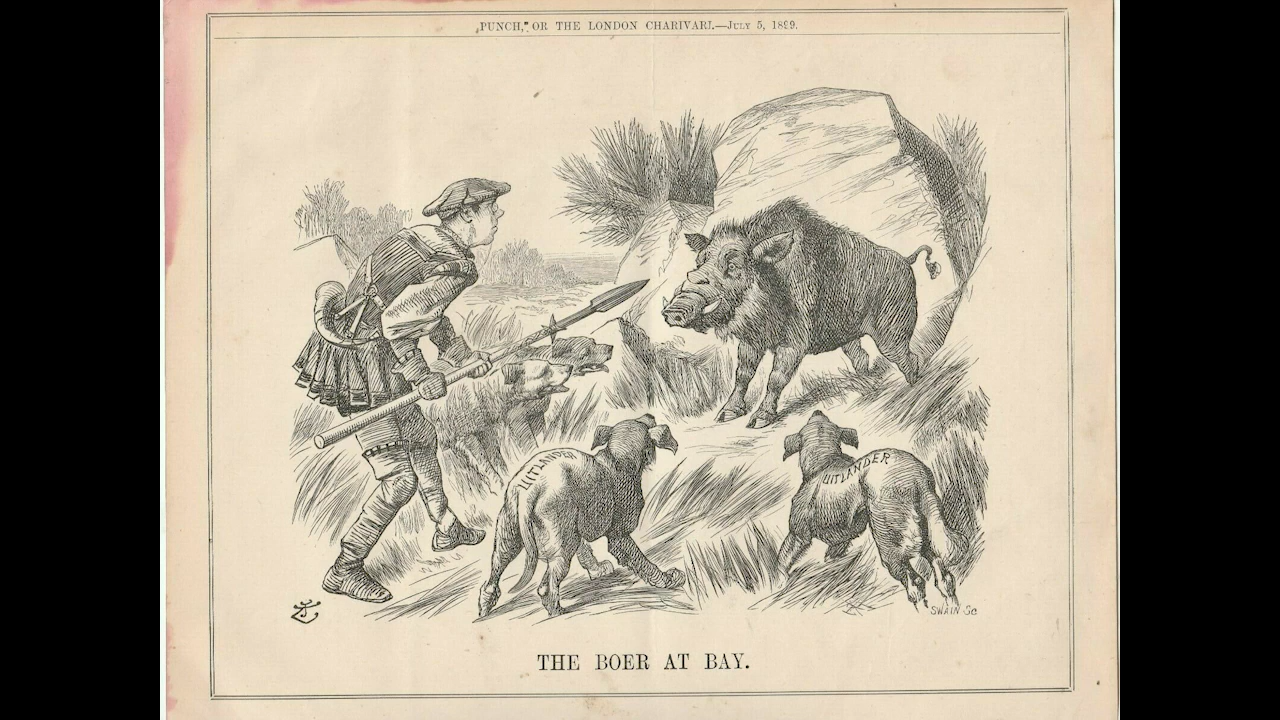 "PUNCH," OR THE LONDON CHARIVARI.—JULY 5, 1899.
UITLANDER
UITLANDER
SWAIN SC
THE BOER AT BAY.